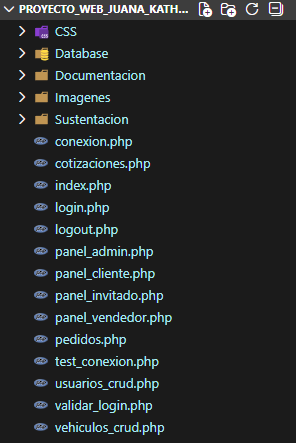 PROYECTO_WEB_JUANA_KATH...
CSS
Database
Documentacion
Imagenes
Sustentacion
conexion.php
cotizaciones.php
index.php
login.php
logout.php
panel_admin.php
panel_cliente.php
panel_invitado.php
panel_vendedor.php
pedidos.php
test_conexion.php
usuarios_crud.php
validar_login.php
vehiculos_crud.php